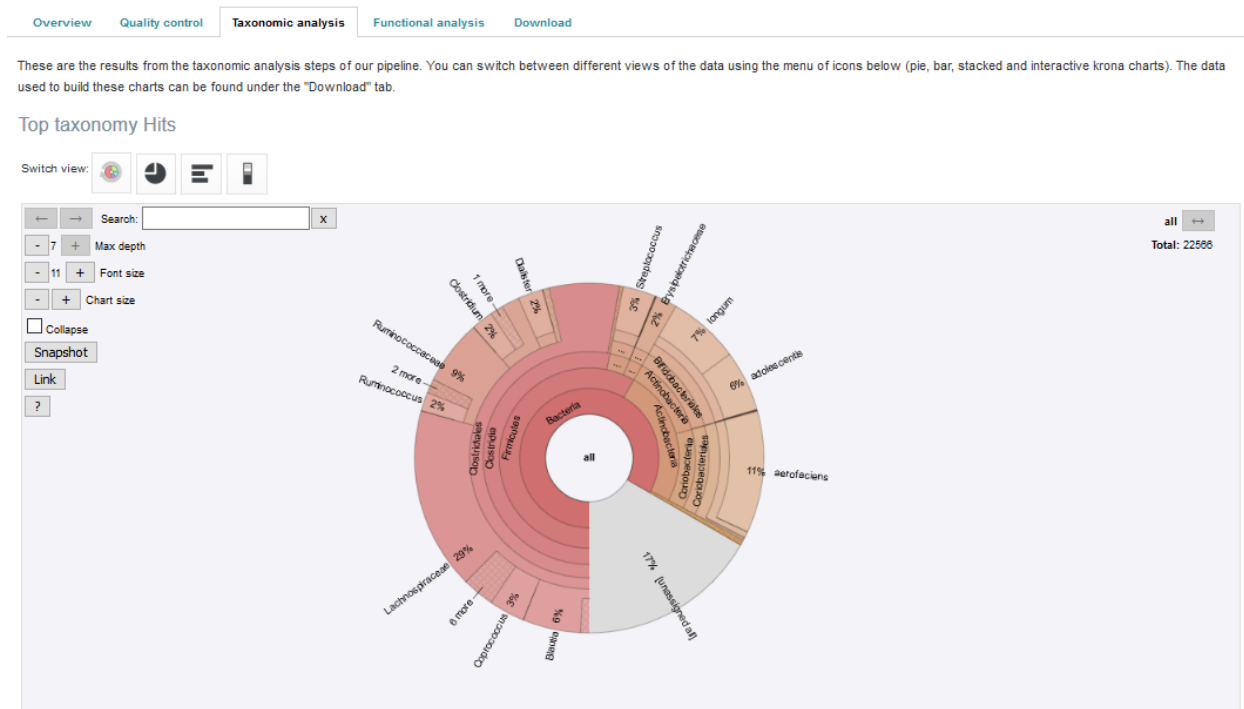 Overview Quality control Taxonomic analysis Functional analysis Download
These are the results from the taxonomic analysis steps of our pipeline. You can switch between different views of the data using the menu of icons below (pie, bar, stacked and interactive krona charts). The data
used to build these charts can be found under the "Download" tab.
Top taxonomy Hits
Switch view:
← → Search: x
- 7 + Max depth
- 11 + Font size
- + Chart size
Collapse
Snapshot
Link
?
all ↔
Total: 22566
Streptococcus
3%
Erysipelotrichaceae
2%
longum
7%
adolescentis
6%
aerofaciens
11%
17% [unassigned all]
Blautia
6%
Coprococcus
3%
6 more
Lachnospiraceae
29%
Ruminococcus
2%
2 more
Ruminococcaceae
9%
Clostridium
2%
1 more
Dialister
2%
...
...
...
...
Bifidobacteriales
Actinobacteria
Actinobacteria
Coriobacteriia
Coriobacteriales
Bacteria
Firmicutes
Clostridia
Clostridiales
all